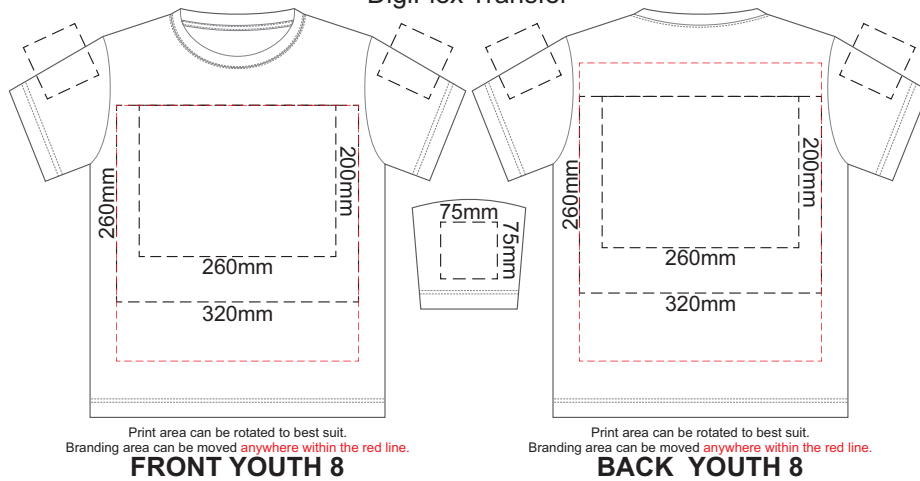 DigiFlex Transfer
260mm
200mm
260mm
320mm
75mm
75mm
260mm
200mm
260mm
320mm
Print area can be rotated to best suit.
Branding area can be moved anywhere within the red line.
FRONT YOUTH 8
Print area can be rotated to best suit.
Branding area can be moved anywhere within the red line.
BACK YOUTH 8